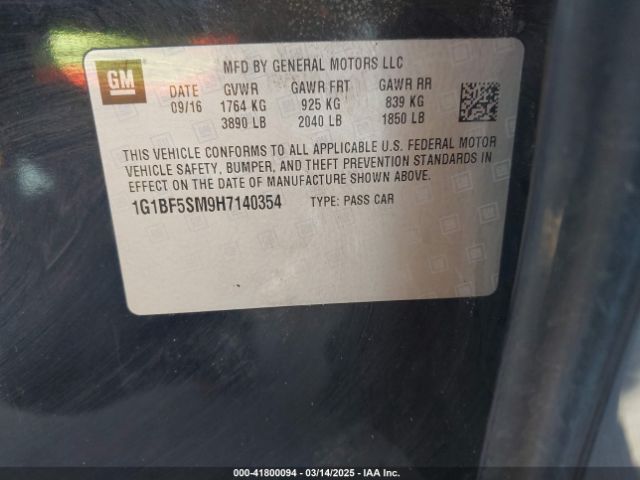 GM
MFD BY GENERAL MOTORS LLC
DATE GVWR GAWR FRT GAWR RR
09/16 1764 KG 925 KG 839 KG
3890 LB 2040 LB 1850 LB
THIS VEHICLE CONFORMS TO ALL APPLICABLE U.S. FEDERAL MOTOR
VEHICLE SAFETY, BUMPER, AND THEFT PREVENTION STANDARDS IN
EFFECT ON THE DATE OF MANUFACTURE SHOWN ABOVE.
1G1BF5SM9H7140354 TYPE: PASS CAR
000-41800094 - 03/14/2025 - IAA Inc.